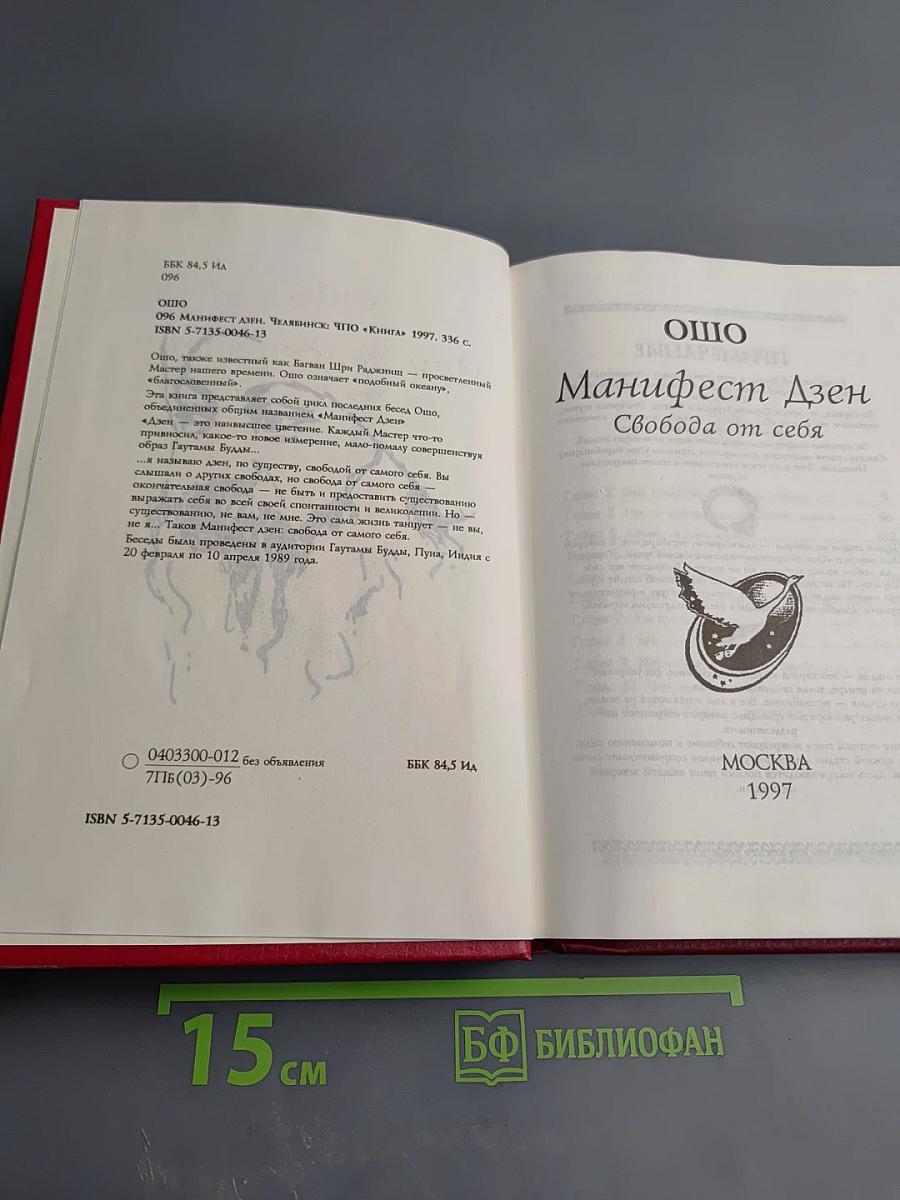 ББК 84,5 Ид
096
ОШО
096 Манифест дзен. Челябинск: ЧПО «Книга» 1997. 336 с.
ISBN 5-7135-0046-13
Ошо, также известный как Багван Шри Раджниш — просветленный
Мастер нашего времени. Ошо означает «подобный океану»,
«благословенный».
Эта книга представляет собой цикл последних бесед Ошо,
объединенных общим названием «Манифест Дзен»
«Дзен — это наивысшее цветение. Каждый Мастер что-то
привносил, какое-то новое измерение, мало-помалу совершенствуя
образ Гаутамы Будды...
...я называю дзен, по существу, свободой от самого себя. Вы
слышали о других свободах, но свобода от самого себя —
окончательная свобода — не быть и предоставить существованию
выражать себя во всей своей спонтанности и великолепии. Но —
существованию, не вам, не мне. Это сама жизнь танцует — не вы,
не я... Таков Манифест дзен: свобода от самого себя.
Беседы были проведены в аудитории Гаутамы Будды, Пуна, Индия с
20 февраля по 10 апреля 1989 года.
0403300-012 без объявления
7ПБ(03)-96
ББК 84,5 Ид
ISBN 5-7135-0046-13
ОШО
Манифест Дзен
Свобода от себя
МОСКВА
1997
15 см
БФ БИБЛИОФАН